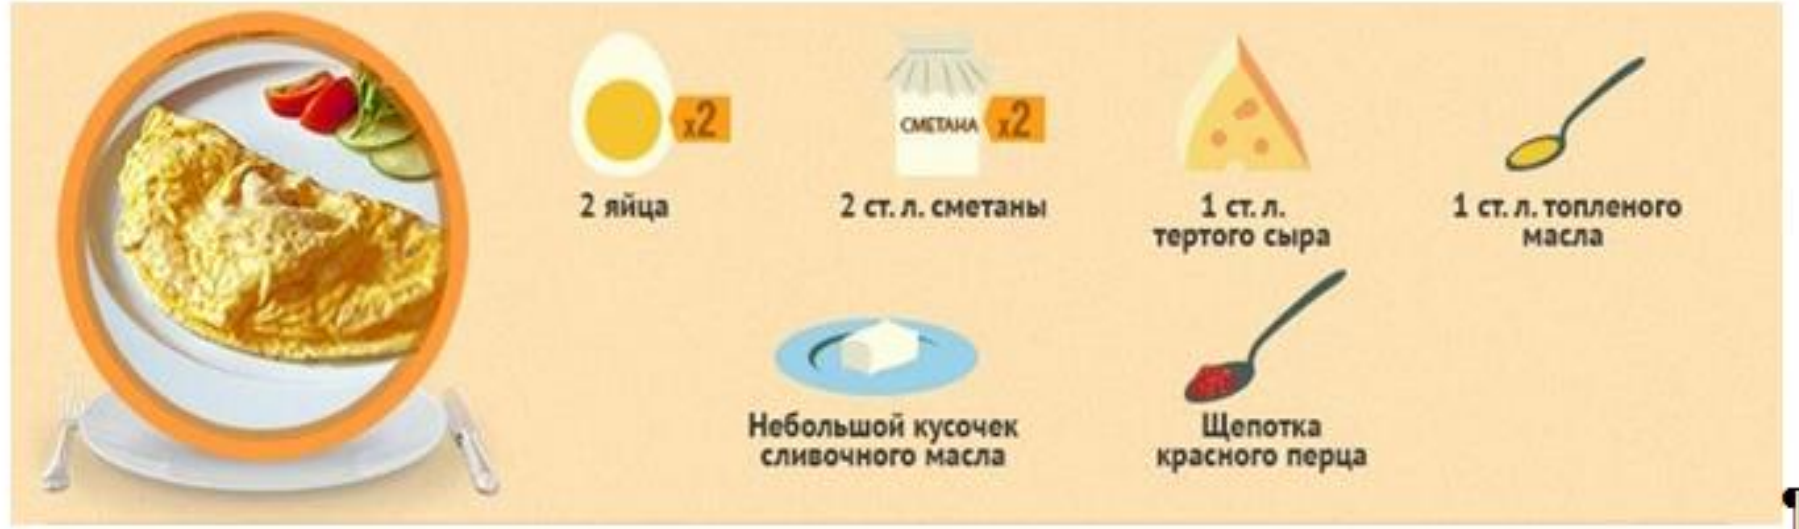 x2
СМЕТАНА
x2
2 яйца
2 ст. л. сметаны
1 ст. л.
тертого сыра
1 ст. л. топленого
масла
Небольшой кусочек
сливочного масла
Щепотка
красного перца
¶